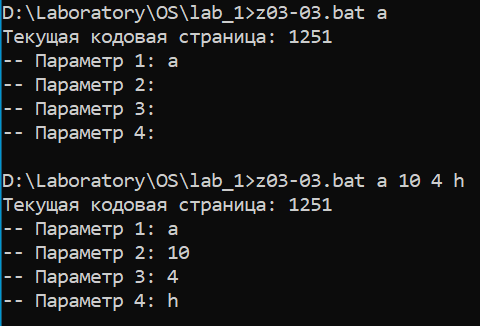 D:\Laboratory\OS\lab_1>z03-03.bat a
Текущая кодовая страница: 1251
-- Параметр 1: a
-- Параметр 2:
-- Параметр 3:
-- Параметр 4:
D:\Laboratory\OS\lab_1>z03-03.bat a 10 4 h
Текущая кодовая страница: 1251
-- Параметр 1: a
-- Параметр 2: 10
-- Параметр 3: 4
-- Параметр 4: h